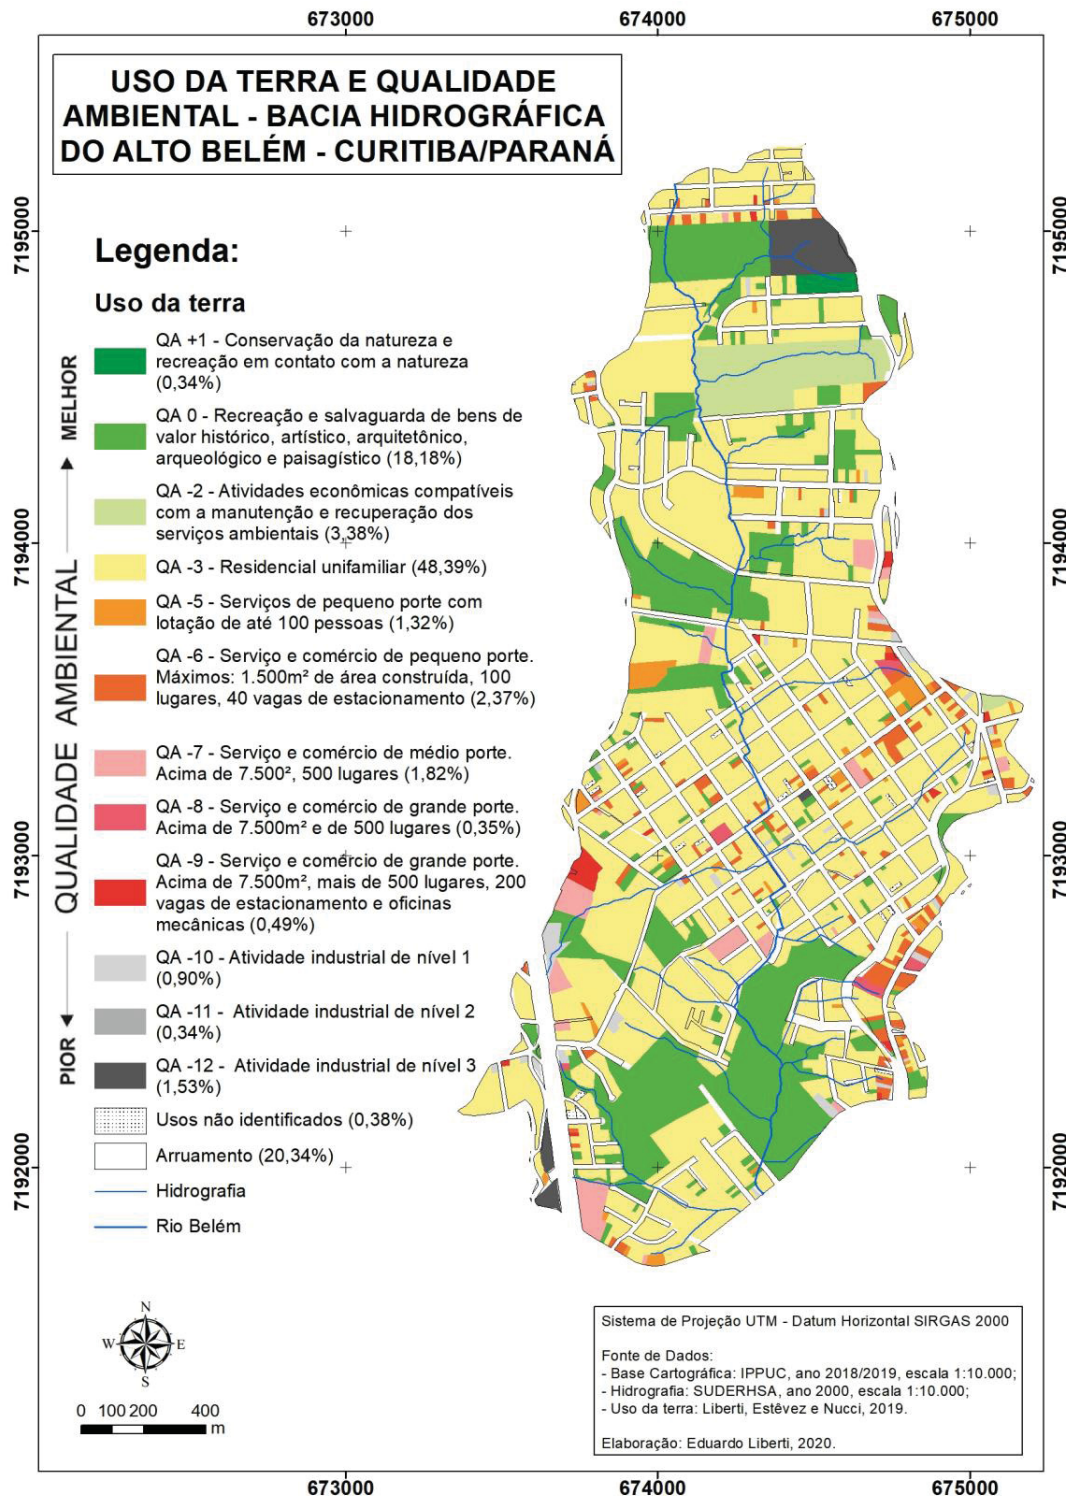 673000
674000
675000
USO DA TERRA E QUALIDADE
AMBIENTAL - BACIA HIDROGRÁFICA
DO ALTO BELÉM - CURITIBA/PARANÁ
7195000
7195000
7194000
7194000
7193000
7193000
7192000
7192000
Legenda:
Uso da terra
MELHOR
QUALIDADE AMBIENTAL
PIOR
QA +1 - Conservação da natureza e
recreação em contato com a natureza
(0,34%)
QA 0 - Recreação e salvaguarda de bens de
valor histórico, artístico, arquitetônico,
arqueológico e paisagístico (18,18%)
QA -2 - Atividades econômicas compatíveis
com a manutenção e recuperação dos
serviços ambientais (3,38%)
QA -3 - Residencial unifamiliar (48,39%)
QA -5 - Serviços de pequeno porte com
lotação de até 100 pessoas (1,32%)
QA -6 - Serviço e comércio de pequeno porte.
Máximos: 1.500m² de área construída, 100
lugares, 40 vagas de estacionamento (2,37%)
QA -7 - Serviço e comércio de médio porte.
Acima de 7.500², 500 lugares (1,82%)
QA -8 - Serviço e comércio de grande porte.
Acima de 7.500m² e de 500 lugares (0,35%)
QA -9 - Serviço e comércio de grande porte.
Acima de 7.500m², mais de 500 lugares, 200
vagas de estacionamento e oficinas
mecânicas (0,49%)
QA -10 - Atividade industrial de nível 1
(0,90%)
QA -11 - Atividade industrial de nível 2
(0,34%)
QA -12 - Atividade industrial de nível 3
(1,53%)
Usos não identificados (0,38%)
Arruamento (20,34%)
Hidrografia
Rio Belém
N
W
E
S
0 100 200 400
m
Sistema de Projeção UTM - Datum Horizontal SIRGAS 2000
Fonte de Dados:
- Base Cartográfica: IPPUC, ano 2018/2019, escala 1:10.000;
- Hidrografia: SUDERHSA, ano 2000, escala 1:10.000;
- Uso da terra: Liberti, Estêvez e Nucci, 2019.
Elaboração: Eduardo Liberti, 2020.
673000
674000
675000